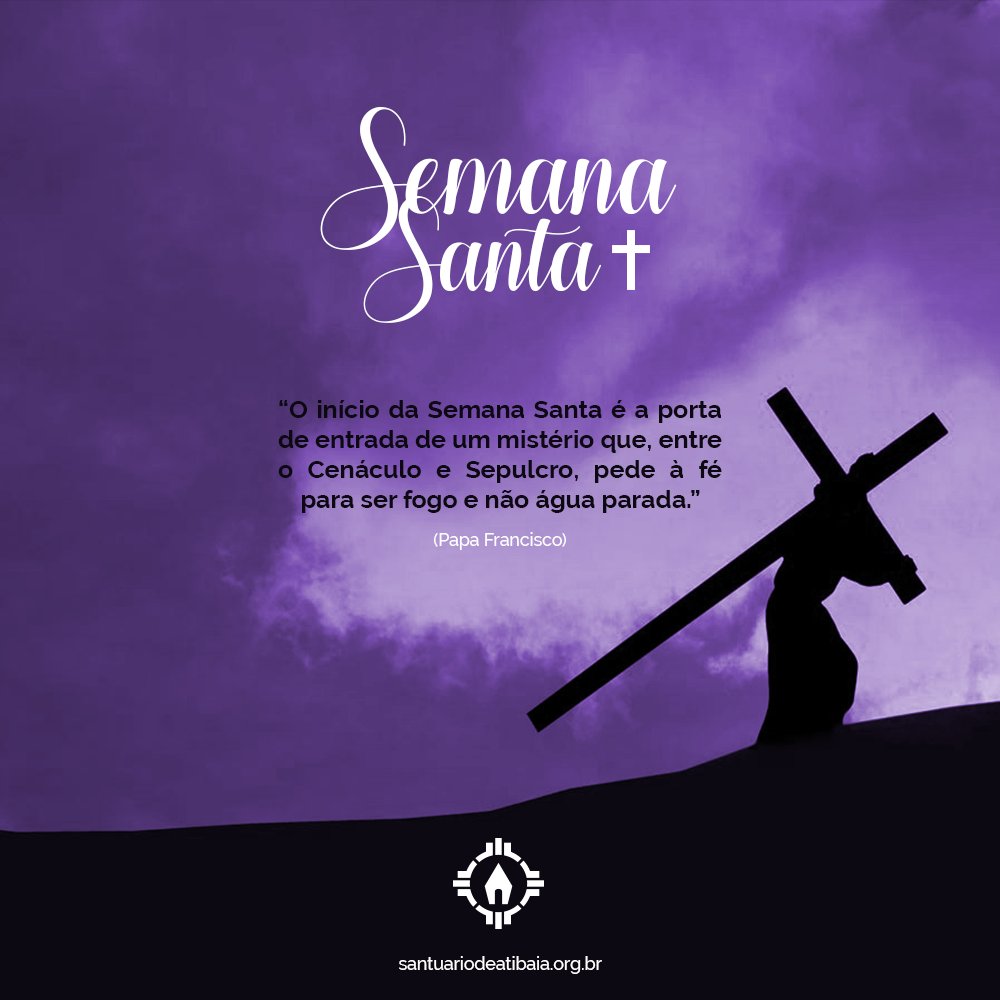 Semana
Santa
“O início da Semana Santa é a porta
de entrada de um mistério que, entre
o Cenáculo e Sepulcro, pede à fé
para ser fogo e não água parada.”
(Papa Francisco)
santuariodeatibaia.org.br